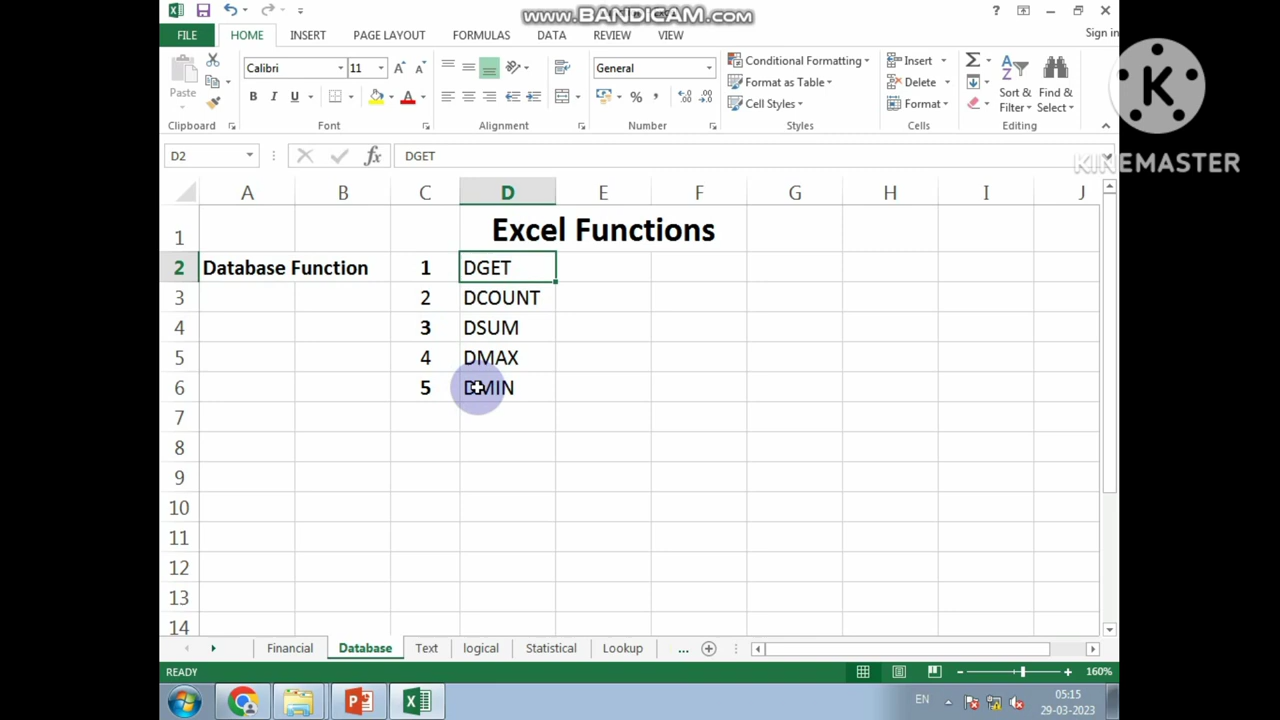 www.BANDICAM.com
FILE HOME INSERT PAGE LAYOUT FORMULAS DATA REVIEW VIEW Sign in
Paste
Calibri 11
General
Conditional Formatting
Format as Table
Cell Styles
Insert
Delete
Format
Sort & Filter
Find & Select
Clipboard Font Alignment Number Styles Cells Editing
K
KINEMASTER
D2 fx DGET
A B C D E F G H I J
1 Excel Functions
2 Database Function 1 DGET
3 2 DCOUNT
4 3 DSUM
5 4 DMAX
6 5 DMIN
7
8
9
10
11
12
13
14
Financial Database Text logical Statistical Lookup ...
READY 160%
EN 05:15
29-03-2023